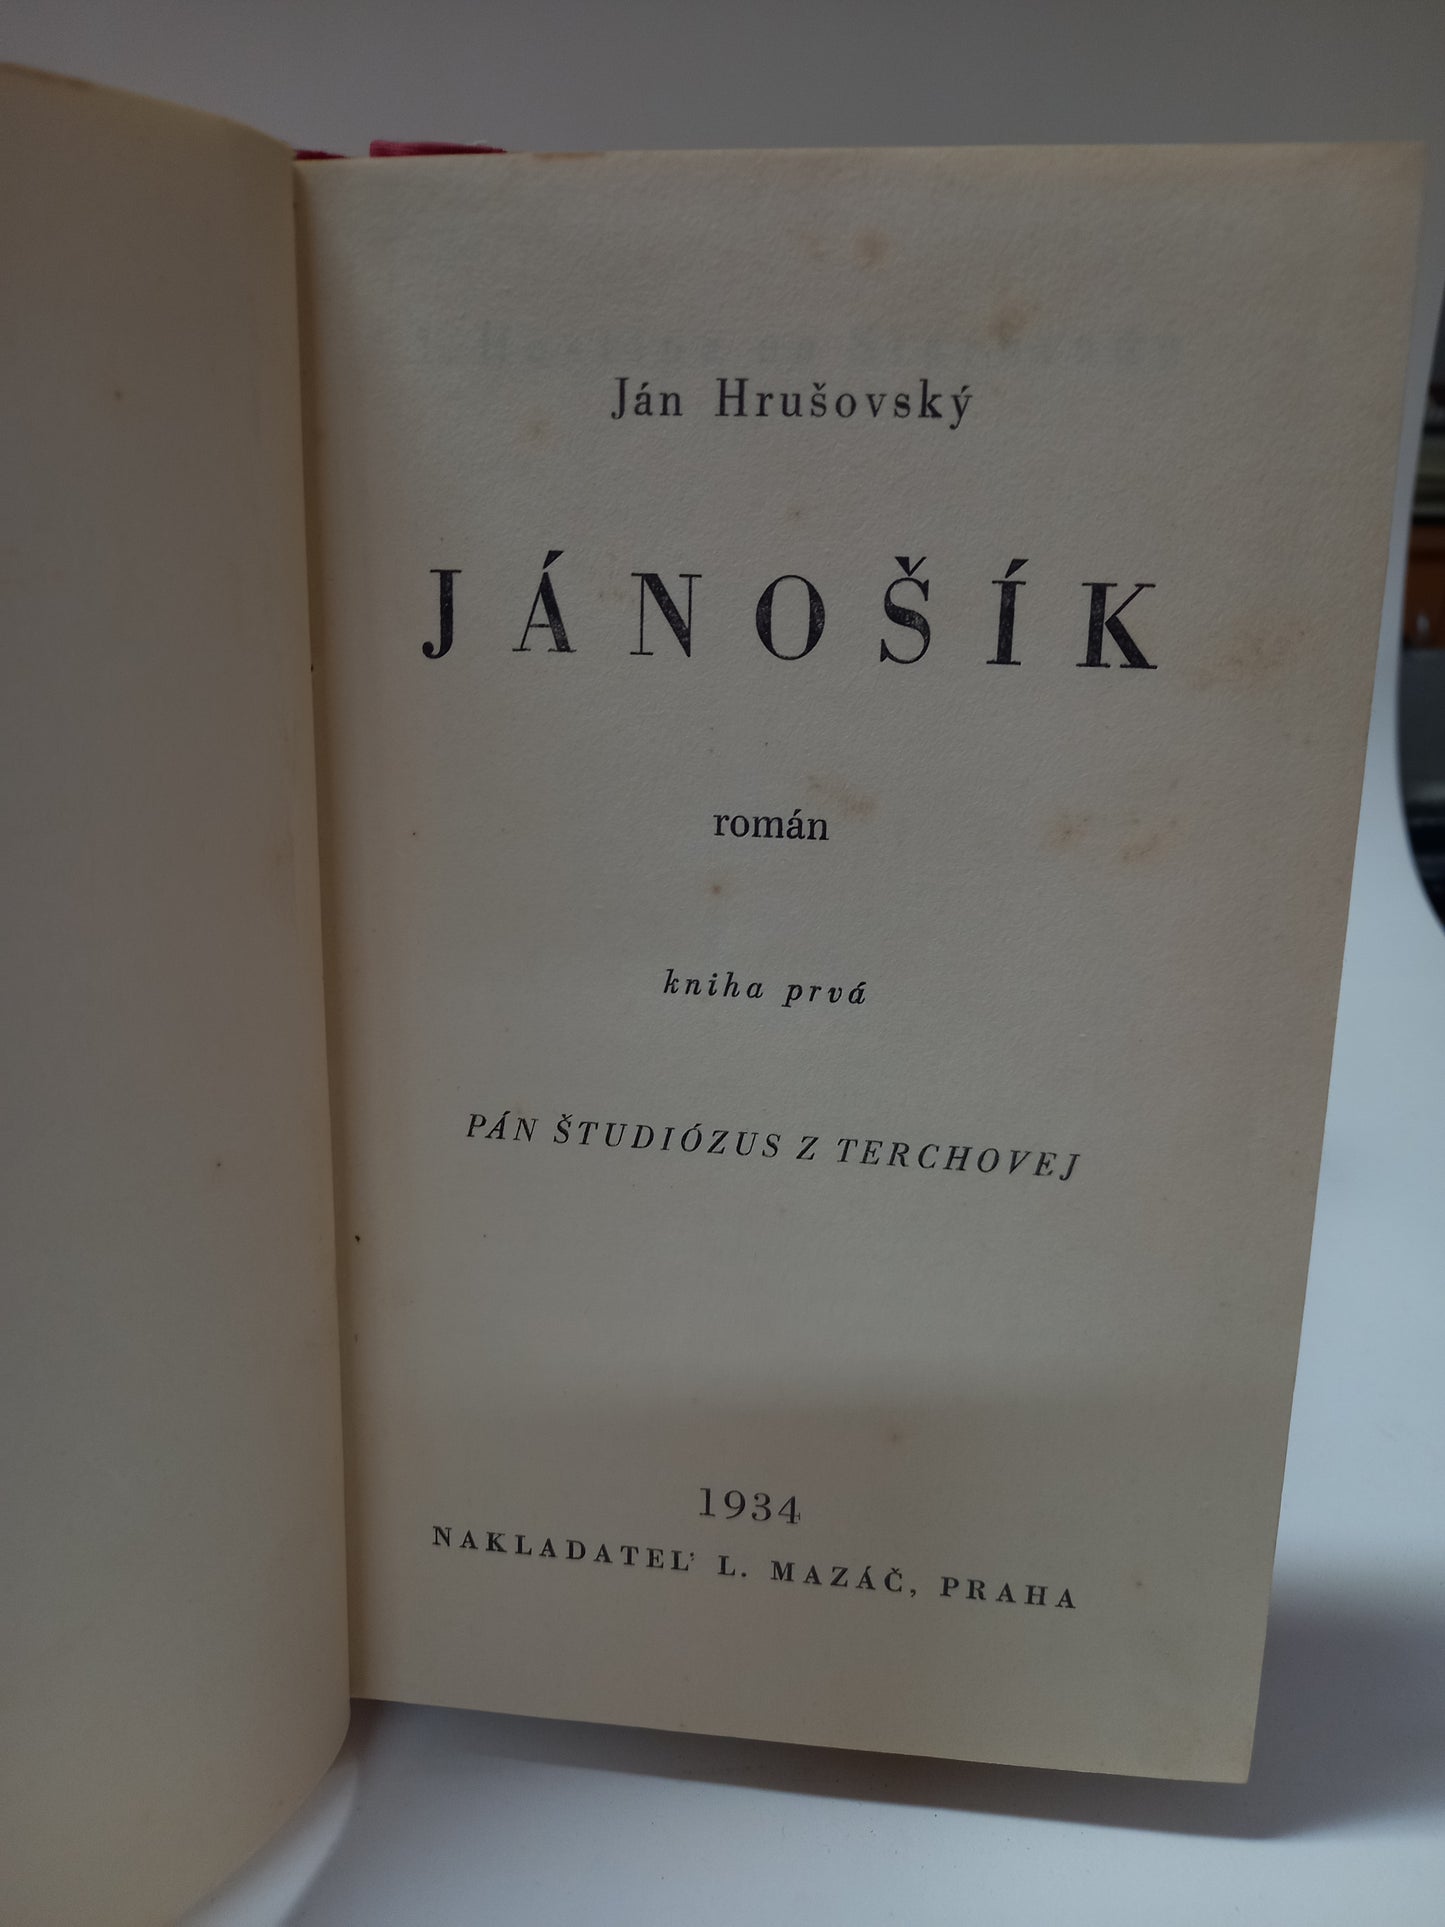 Ján Hrušovský
JÁNOŠÍK
román
kniha prvá
PÁN ŠTUDIÓZUS Z TERCHOVEJ
1934
NAKLADATEĽ L. MAZÁČ, PRAHA